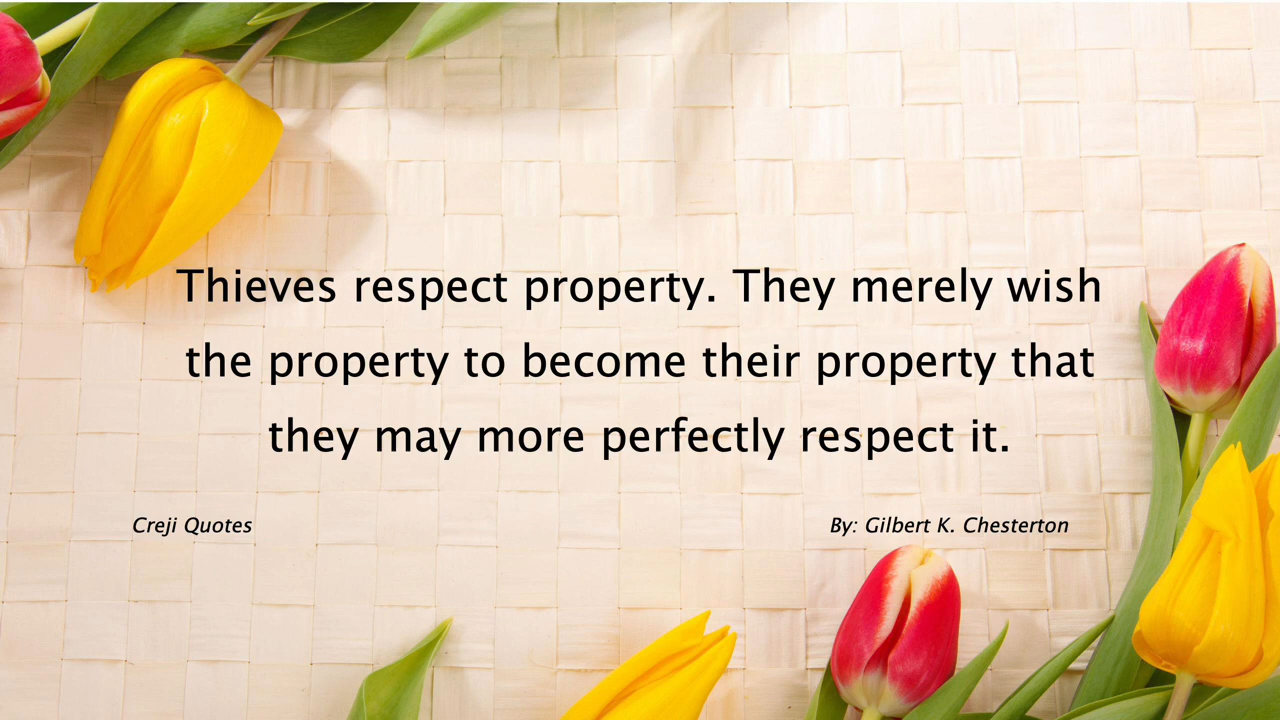 Thieves respect property. They merely wish
the property to become their property that
they may more perfectly respect it.
Creji Quotes
By: Gilbert K. Chesterton